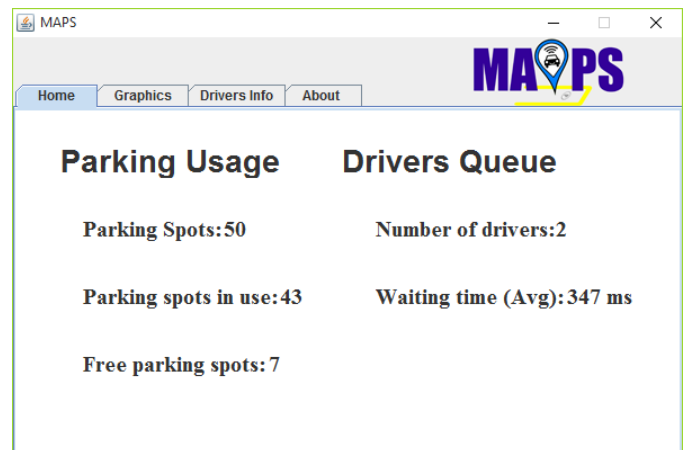 MAPS
MAPS
Home Graphics Drivers Info About
Parking Usage Drivers Queue
Parking Spots:50 Number of drivers:2
Parking spots in use:43 Waiting time (Avg):347 ms
Free parking spots:7